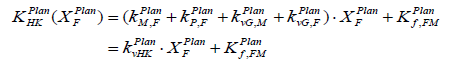 K_{HK}^{Plan}(X_F^{Plan}) = (k_{M,F}^{Plan} + k_{P,F}^{Plan} + k_{vG,M}^{Plan} + k_{vG,F}^{Plan}) · X_F^{Plan} + K_{f,FM}^{Plan}
= k_{vHK}^{Plan} · X_F^{Plan} + K_{f,FM}^{Plan}